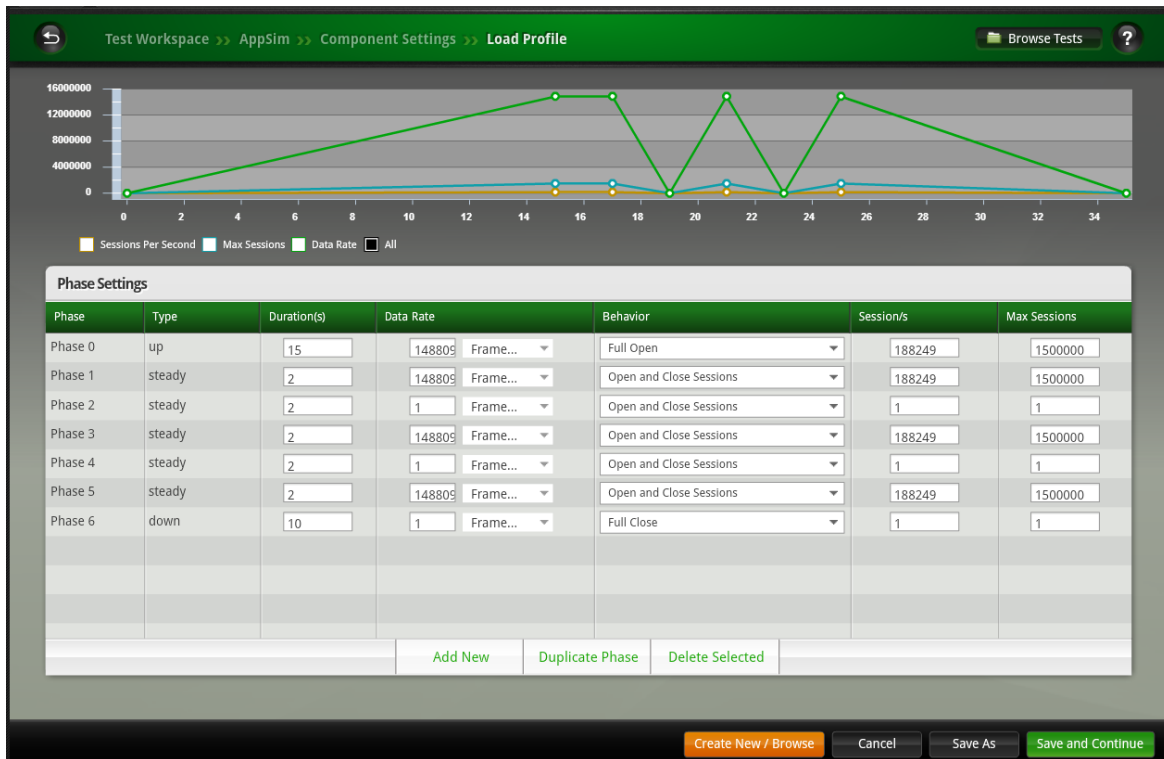 Test Workspace >> AppSim >> Component Settings >> Load Profile Browse Tests ?
16000000
12000000
8000000
4000000
0
0 2 4 6 8 10 12 14 16 18 20 22 24 26 28 30 32 34
Sessions Per Second Max Sessions Data Rate All
Phase Settings
Phase Type Duration(s) Data Rate Behavior Session/s Max Sessions
Phase 0 up 15 148809 Frame... Full Open 188249 1500000
Phase 1 steady 2 148809 Frame... Open and Close Sessions 188249 1500000
Phase 2 steady 2 1 Frame... Open and Close Sessions 1 1
Phase 3 steady 2 148809 Frame... Open and Close Sessions 188249 1500000
Phase 4 steady 2 1 Frame... Open and Close Sessions 1 1
Phase 5 steady 2 148809 Frame... Open and Close Sessions 188249 1500000
Phase 6 down 10 1 Frame... Full Close 1 1
Add New Duplicate Phase Delete Selected
Create New / Browse Cancel Save As Save and Continue